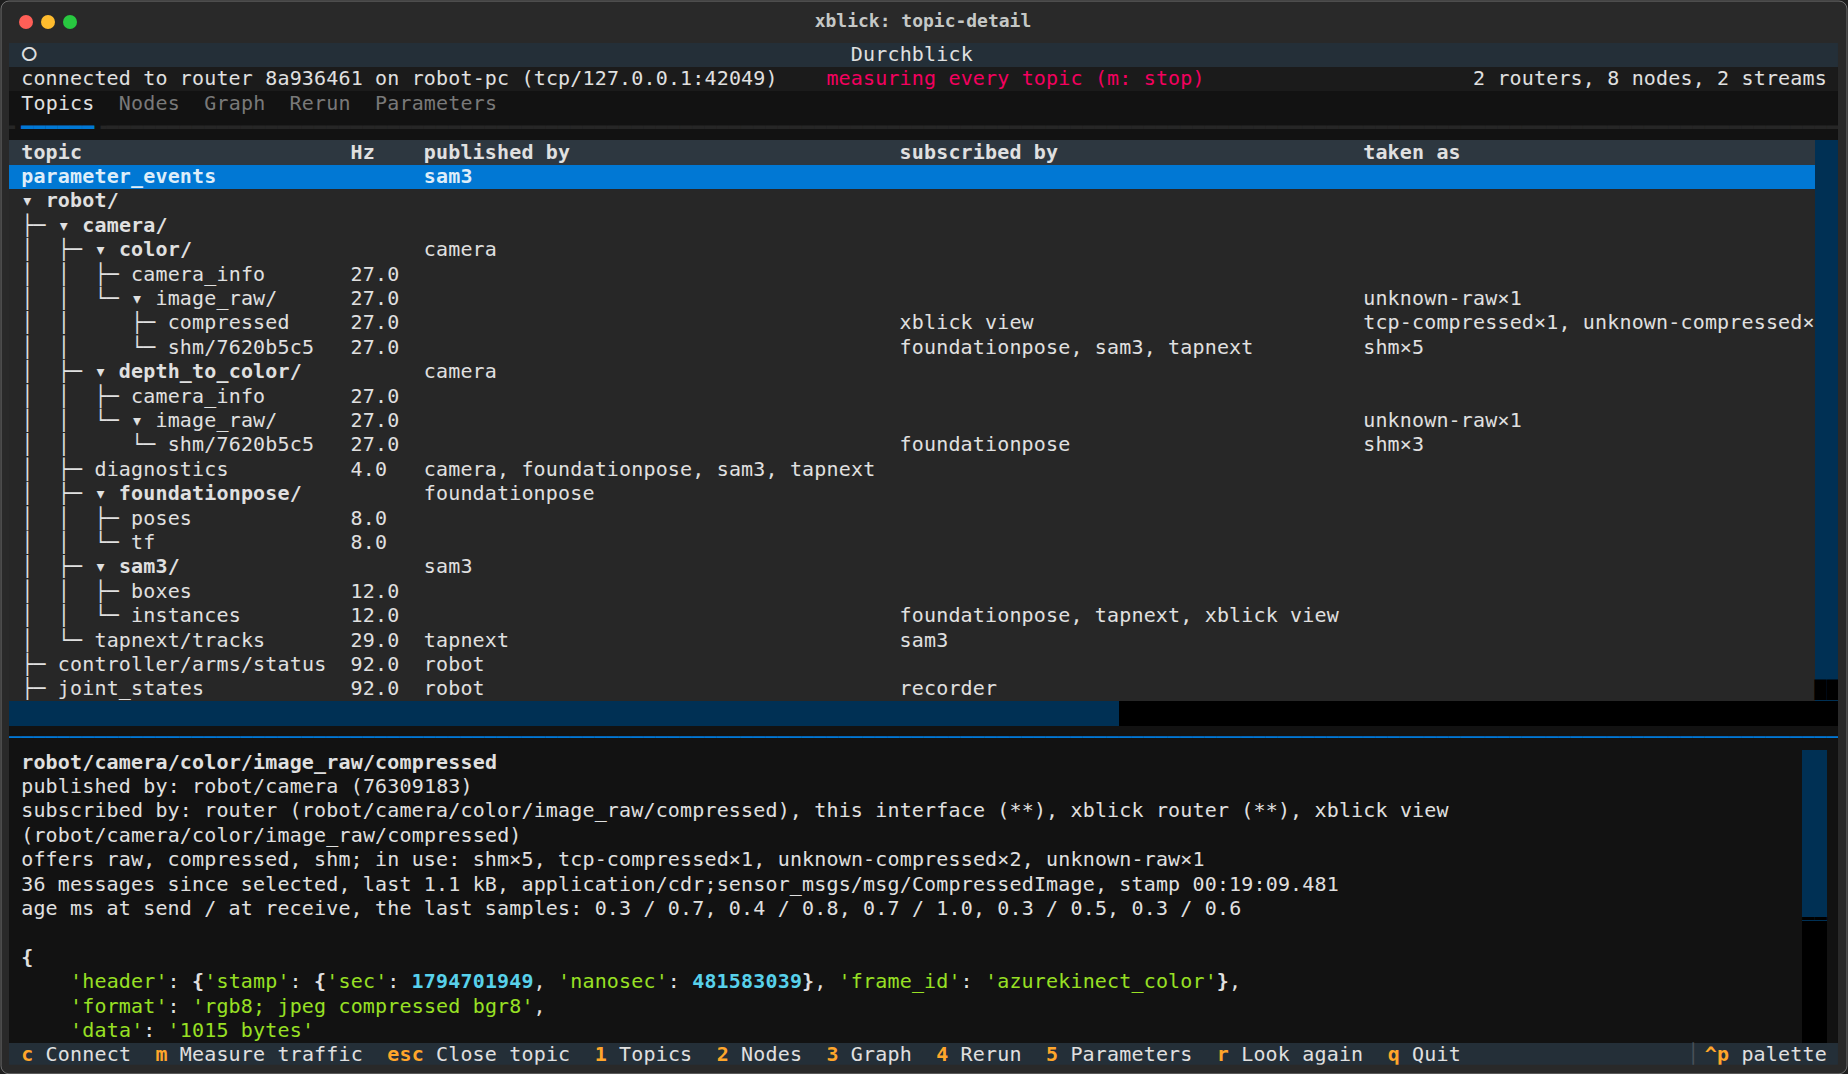 xblick: topic-detail
Durchblick
connected to router 8a936461 on robot-pc (tcp/127.0.0.1:42049) measuring every topic (m: stop) 2 routers, 8 nodes, 2 streams
Topics Nodes Graph Rerun Parameters
topic Hz published by subscribed by taken as
parameter_events sam3
▾ robot/
├─ ▾ camera/
│  ├─ ▾ color/ camera
│  │  ├─ camera_info 27.0
│  │  └─ ▾ image_raw/ 27.0 unknown-raw×1
│  │     ├─ compressed 27.0 xblick view tcp-compressed×1, unknown-compressed×
│  │     └─ shm/7620b5c5 27.0 foundationpose, sam3, tapnext shm×5
│  ├─ ▾ depth_to_color/ camera
│  │  ├─ camera_info 27.0
│  │  └─ ▾ image_raw/ 27.0 unknown-raw×1
│  │     └─ shm/7620b5c5 27.0 foundationpose shm×3
│  ├─ diagnostics 4.0 camera, foundationpose, sam3, tapnext
│  ├─ ▾ foundationpose/ foundationpose
│  │  ├─ poses 8.0
│  │  └─ tf 8.0
│  ├─ ▾ sam3/ sam3
│  │  ├─ boxes 12.0
│  │  └─ instances 12.0 foundationpose, tapnext, xblick view
│  └─ tapnext/tracks 29.0 tapnext sam3
├─ controller/arms/status 92.0 robot
├─ joint_states 92.0 robot recorder
robot/camera/color/image_raw/compressed
published by: robot/camera (76309183)
subscribed by: router (robot/camera/color/image_raw/compressed), this interface (**), xblick router (**), xblick view
(robot/camera/color/image_raw/compressed)
offers raw, compressed, shm; in use: shm×5, tcp-compressed×1, unknown-compressed×2, unknown-raw×1
36 messages since selected, last 1.1 kB, application/cdr;sensor_msgs/msg/CompressedImage, stamp 00:19:09.481
age ms at send / at receive, the last samples: 0.3 / 0.7, 0.4 / 0.8, 0.7 / 1.0, 0.3 / 0.5, 0.3 / 0.6
{
    'header': {'stamp': {'sec': 1794701949, 'nanosec': 481583039}, 'frame_id': 'azurekinect_color'},
    'format': 'rgb8; jpeg compressed bgr8',
    'data': '1015 bytes'
c Connect m Measure traffic esc Close topic 1 Topics 2 Nodes 3 Graph 4 Rerun 5 Parameters r Look again q Quit ^p palette